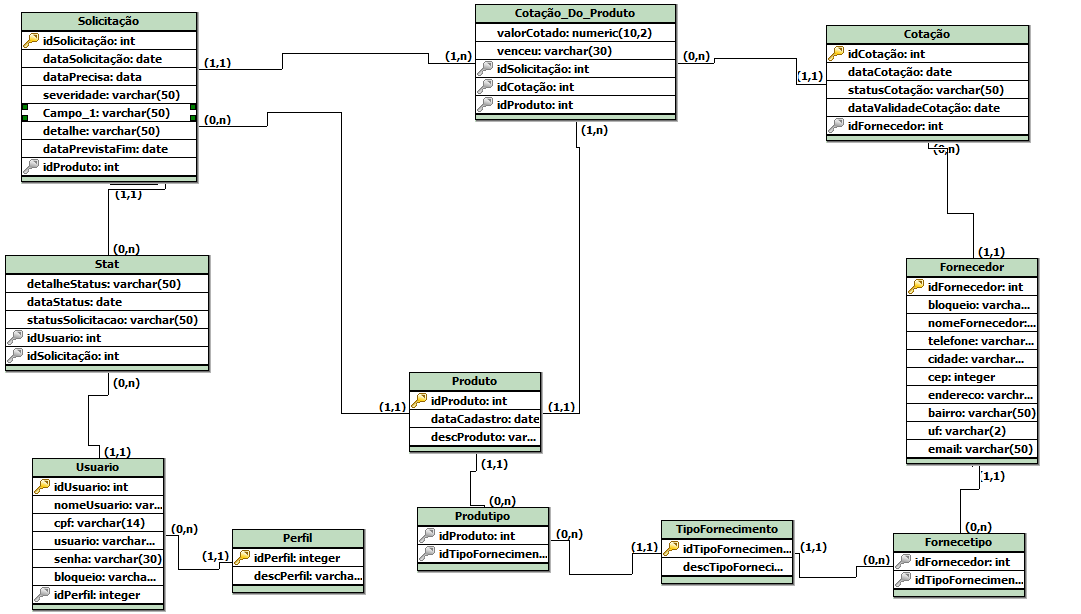 Solicitação
idSolicitação: int
dataSolicitação: date
dataPrecisa: data
severidade: varchar(50)
Campo_1: varchar(50)
detalhe: varchar(50)
dataPrevistaFim: date
idProduto: int
(1,1)
(0,n)
(1,1)
Cotação_Do_Produto
valorCotado: numeric(10,2)
venceu: varchar(30)
idSolicitação: int
idCotação: int
idProduto: int
(1,n)
(0,n)
(1,n)
Cotação
idCotação: int
dataCotação: date
statusCotação: varchar(50)
dataValidadeCotação: date
idFornecedor: int
(1,1)
(0,n)
(0,n)
Stat
detalheStatus: varchar(50)
dataStatus: date
statusSolicitacao: varchar(50)
idUsuario: int
idSolicitação: int
(0,n)
(1,1)
Fornecedor
idFornecedor: int
bloqueio: varcha...
nomeFornecedor:...
telefone: varchar...
cidade: varchar...
cep: integer
endereco: varchr...
bairro: varchar(50)
uf: varchar(2)
email: varchar(50)
(1,1)
Produto
idProduto: int
dataCadastro: date
descProduto: var...
(1,1)
(1,1)
(1,1)
(1,1)
Usuario
idUsuario: int
nomeUsuario: var...
cpf: varchar(14)
usuario: varchar...
senha: varchar(30)
bloqueio: varcha...
idPerfil: integer
(0,n)
(1,1)
Perfil
idPerfil: integer
descPerfil: varcha...
(0,n)
Produtipo
idProduto: int
idTipoFornecimen...
(0,n)
(1,1)
TipoFornecimento
idTipoFornecimen...
descTipoForneci...
(1,1)
(0,n)
(0,n)
Fornecetipo
idFornecedor: int
idTipoFornecimen...